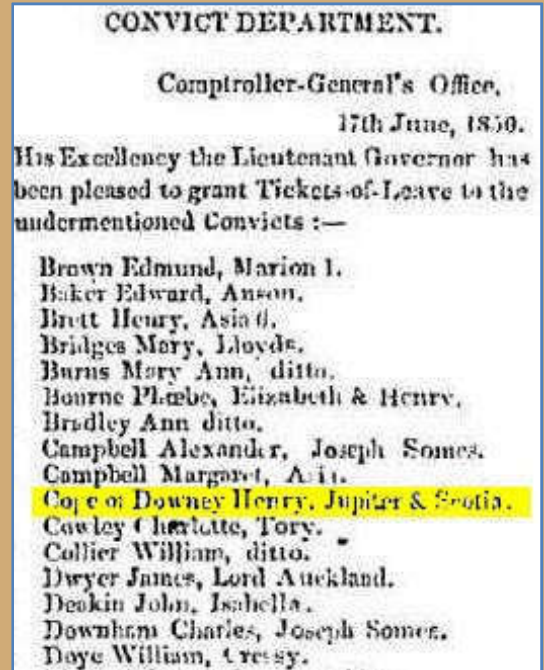 CONVICT DEPARTMENT.
Comptroller-General's Office,
17th June, 1850.
His Excellency the Lieutenant Governor has
been pleased to grant Tickets-of-Leave to the
undermentioned Convicts :—
Brown Edmund, Marion 1.
Baker Edward, Anson.
Brett Henry, Asia 6.
Bridges Mary, Lloyds.
Burns Mary Ann, ditto.
Bourne Phœbe, Elizabeth & Henry.
Bradley Ann ditto.
Campbell Alexander, Joseph Somes.
Campbell Margaret, Asia.
Cope or Downey Henry, Jupiter & Scotia.
Cowley Charlotte, Tory.
Collier William, ditto.
Dwyer James, Lord Auckland.
Deakin John, Isabella.
Downham Charles, Joseph Somes.
Doye William, Cressy.